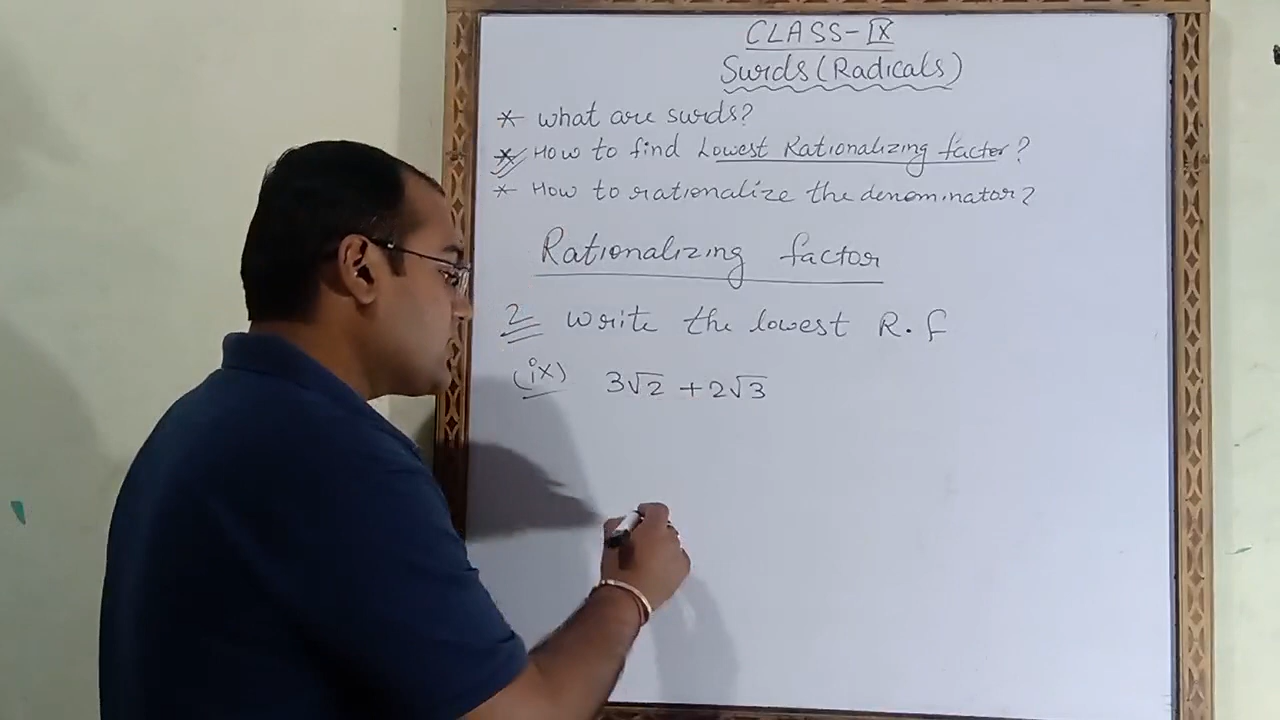 CLASS-IX
Surds (Radicals)
* what are surds?
* How to find Lowest Rationalizing factor?
* How to rationalize the denominator?
Rationalizing factor
2 write the lowest R.f
(ix) 3√2 + 2√3